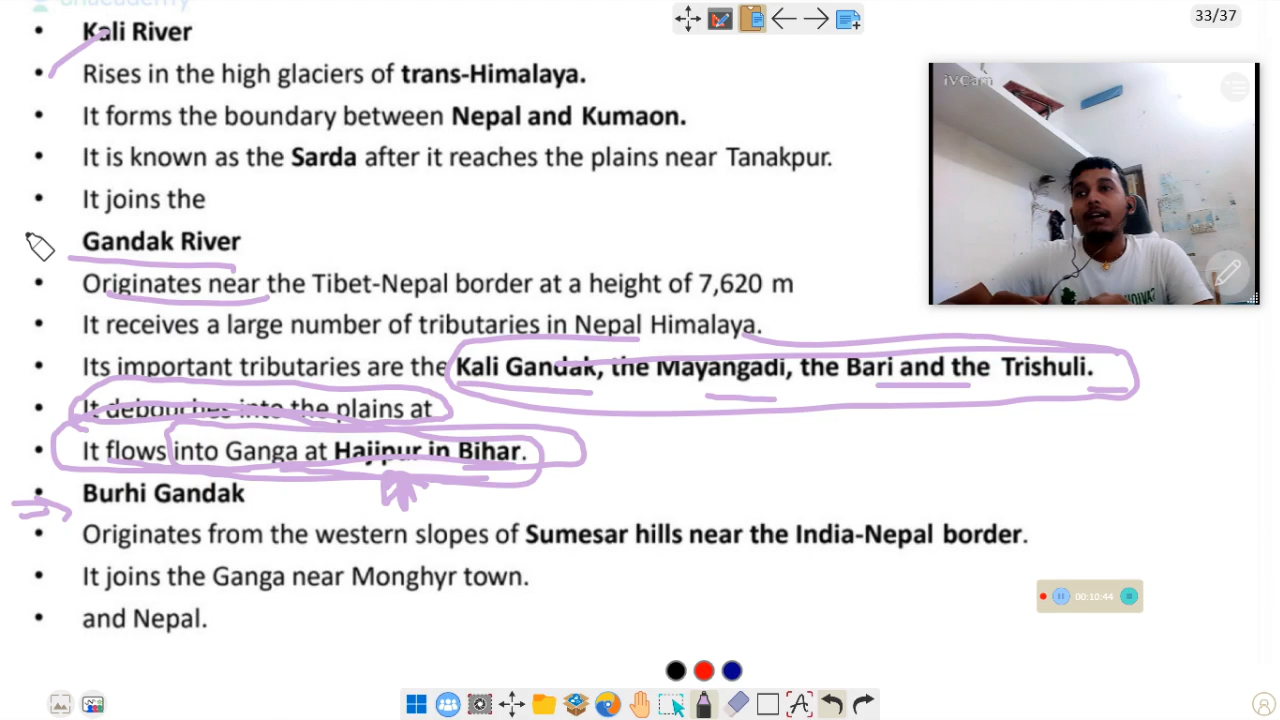 unacademy
33/37
• Kali River
• Rises in the high glaciers of trans-Himalaya.
• It forms the boundary between Nepal and Kumaon.
• It is known as the Sarda after it reaches the plains near Tanakpur.
• It joins the
Gandak River
• Originates near the Tibet-Nepal border at a height of 7,620 m
• It receives a large number of tributaries in Nepal Himalaya.
• Its important tributaries are the Kali Gandak, the Mayangadi, the Bari and the Trishuli.
• It debouches into the plains at
• It flows into Ganga at Hajipur in Bihar.
• Burhi Gandak
• Originates from the western slopes of Sumesar hills near the India-Nepal border.
• It joins the Ganga near Monghyr town.
• and Nepal.
iVCam
00:10:44